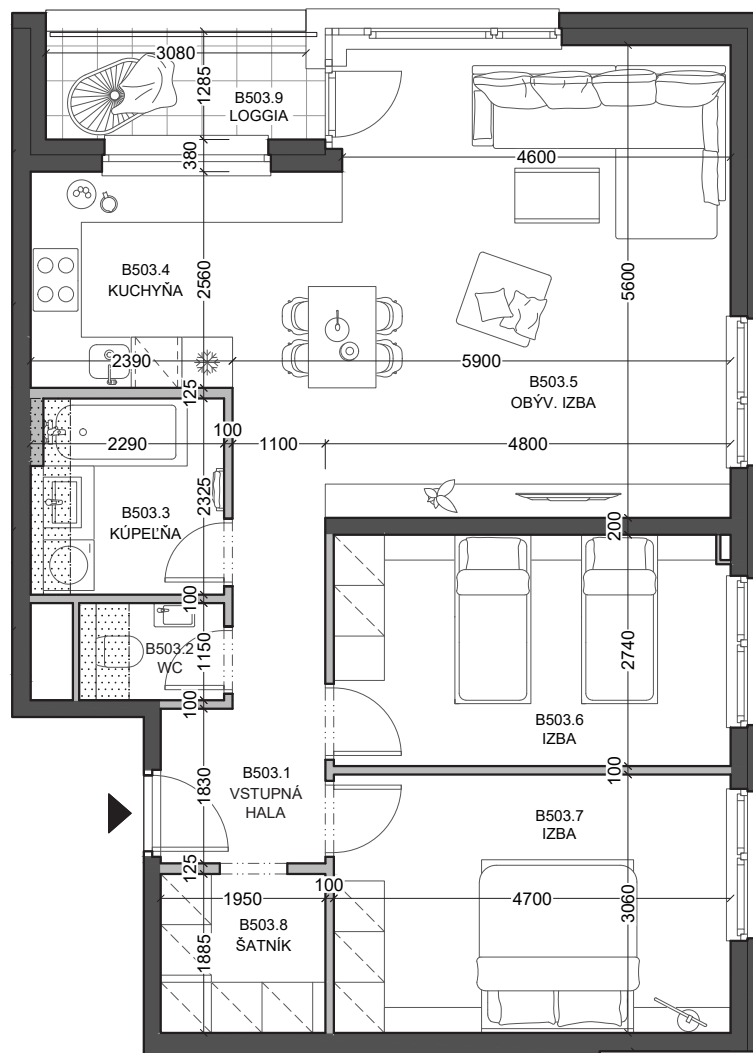 3080
1285
B503.9
LOGGIA
380
4600
B503.4
KUCHYŇA
2560
5600
2390
5900
125
B503.5
OBÝV. IZBA
2290
100
1100
4800
B503.3
KÚPEĽŇA
2325
200
100
B503.2
WC
1150
2740
100
B503.6
IZBA
B503.1
VSTUPNÁ
HALA
1830
100
B503.7
IZBA
125
100
1950
4700
B503.8
ŠATNÍK
1885
3060